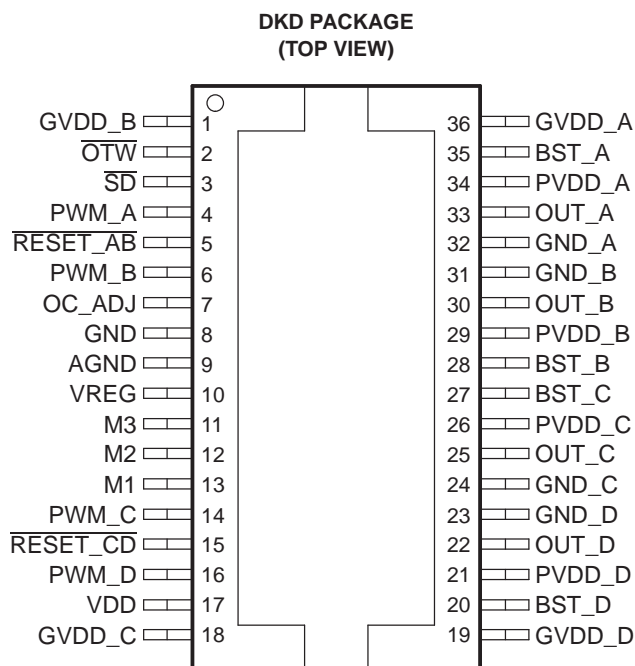 DKD PACKAGE
(TOP VIEW)
GVDD_B 1 36 GVDD_A
OTW 2 35 BST_A
SD 3 34 PVDD_A
PWM_A 4 33 OUT_A
RESET_AB 5 32 GND_A
PWM_B 6 31 GND_B
OC_ADJ 7 30 OUT_B
GND 8 29 PVDD_B
AGND 9 28 BST_B
VREG 10 27 BST_C
M3 11 26 PVDD_C
M2 12 25 OUT_C
M1 13 24 GND_C
PWM_C 14 23 GND_D
RESET_CD 15 22 OUT_D
PWM_D 16 21 PVDD_D
VDD 17 20 BST_D
GVDD_C 18 19 GVDD_D